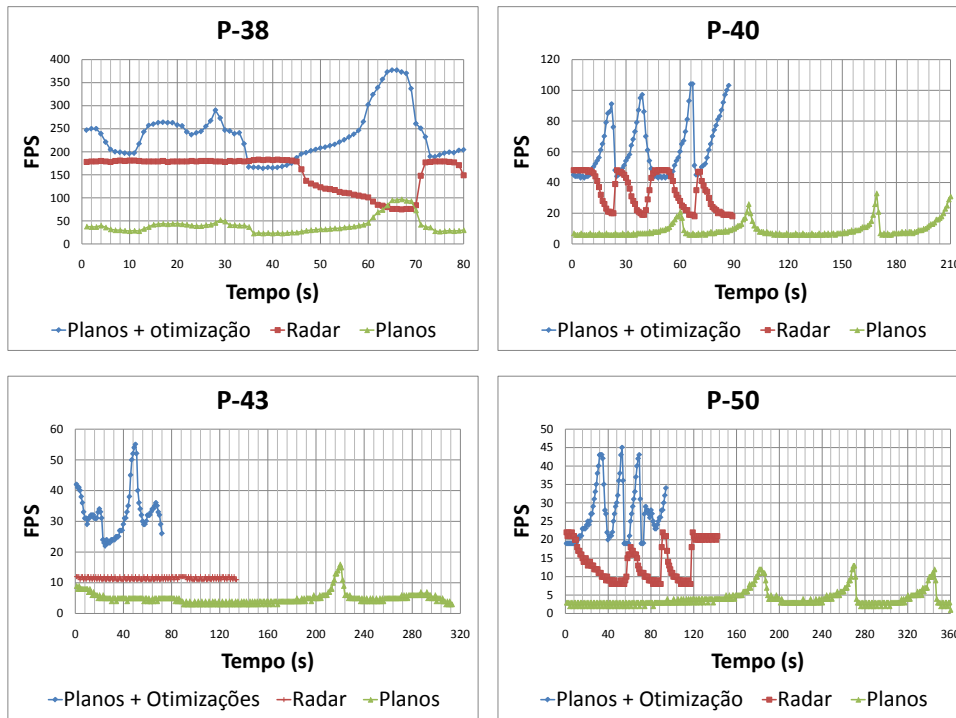 P-38
FPS
400
350
300
250
200
150
100
50
0
0 10 20 30 40 50 60 70 80
Tempo (s)
Planos + otimização Radar Planos
P-40
FPS
120
100
80
60
40
20
0
0 30 60 90 120 150 180 210
Tempo (s)
Planos + otimização Radar Planos
P-43
FPS
60
50
40
30
20
10
0
0 40 80 120 160 200 240 280 320
Tempo (s)
Planos + Otimizações Radar Planos
P-50
FPS
50
45
40
35
30
25
20
15
10
5
0
0 40 80 120 160 200 240 280 320 360
Tempo (s)
Planos + Otimização Radar Planos